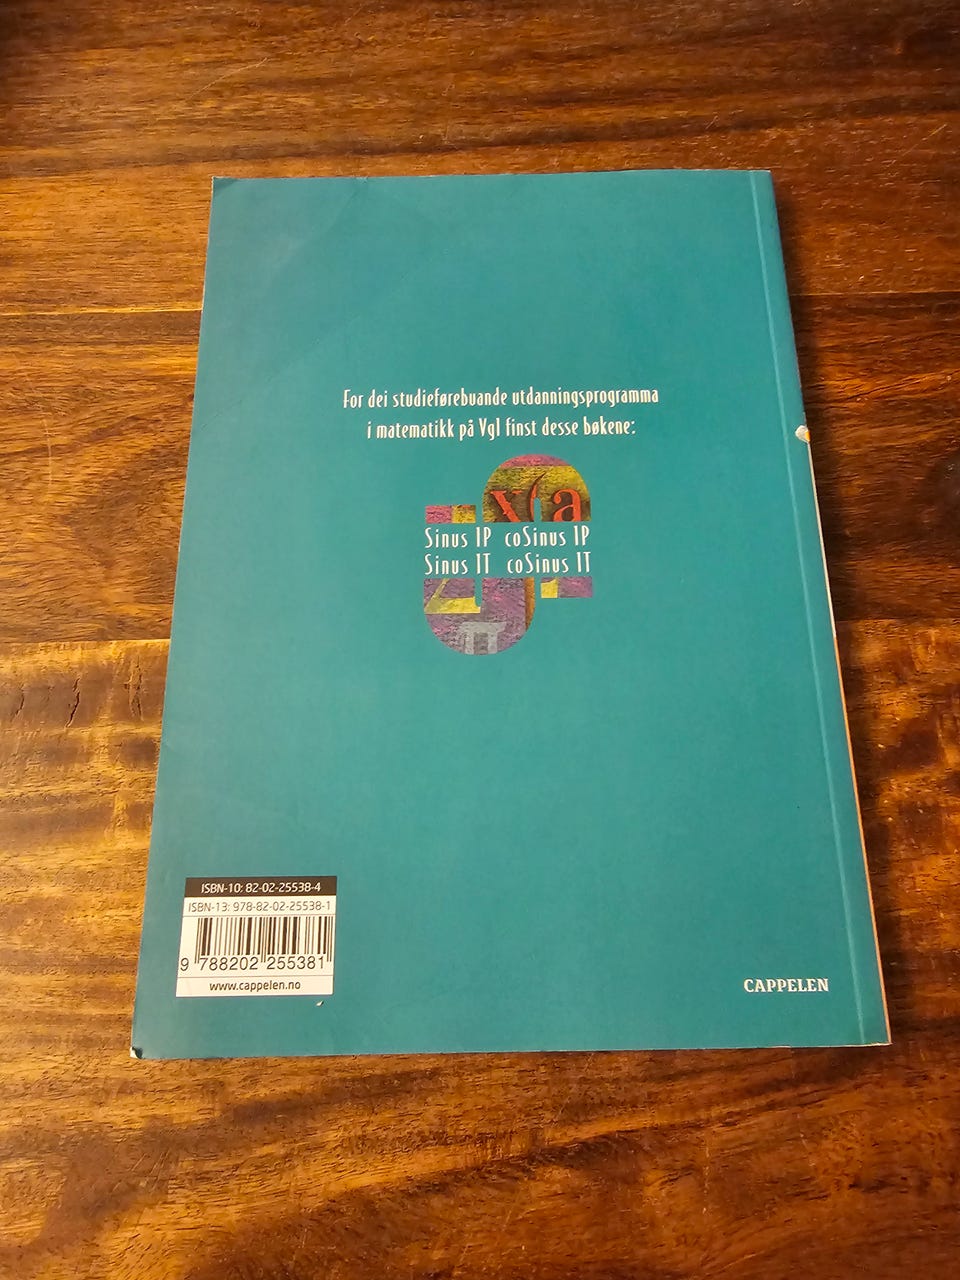 For dei studieførebuande utdanningsprogramma
i matematikk på Vg1 finst desse bøkene:
x a
Sinus 1P coSinus 1P
Sinus 1T coSinus 1T
π
ISBN-10: 82-02-25538-4
ISBN-13: 978-82-02-25538-1
9 788202 255381
www.cappelen.no
CAPPELEN